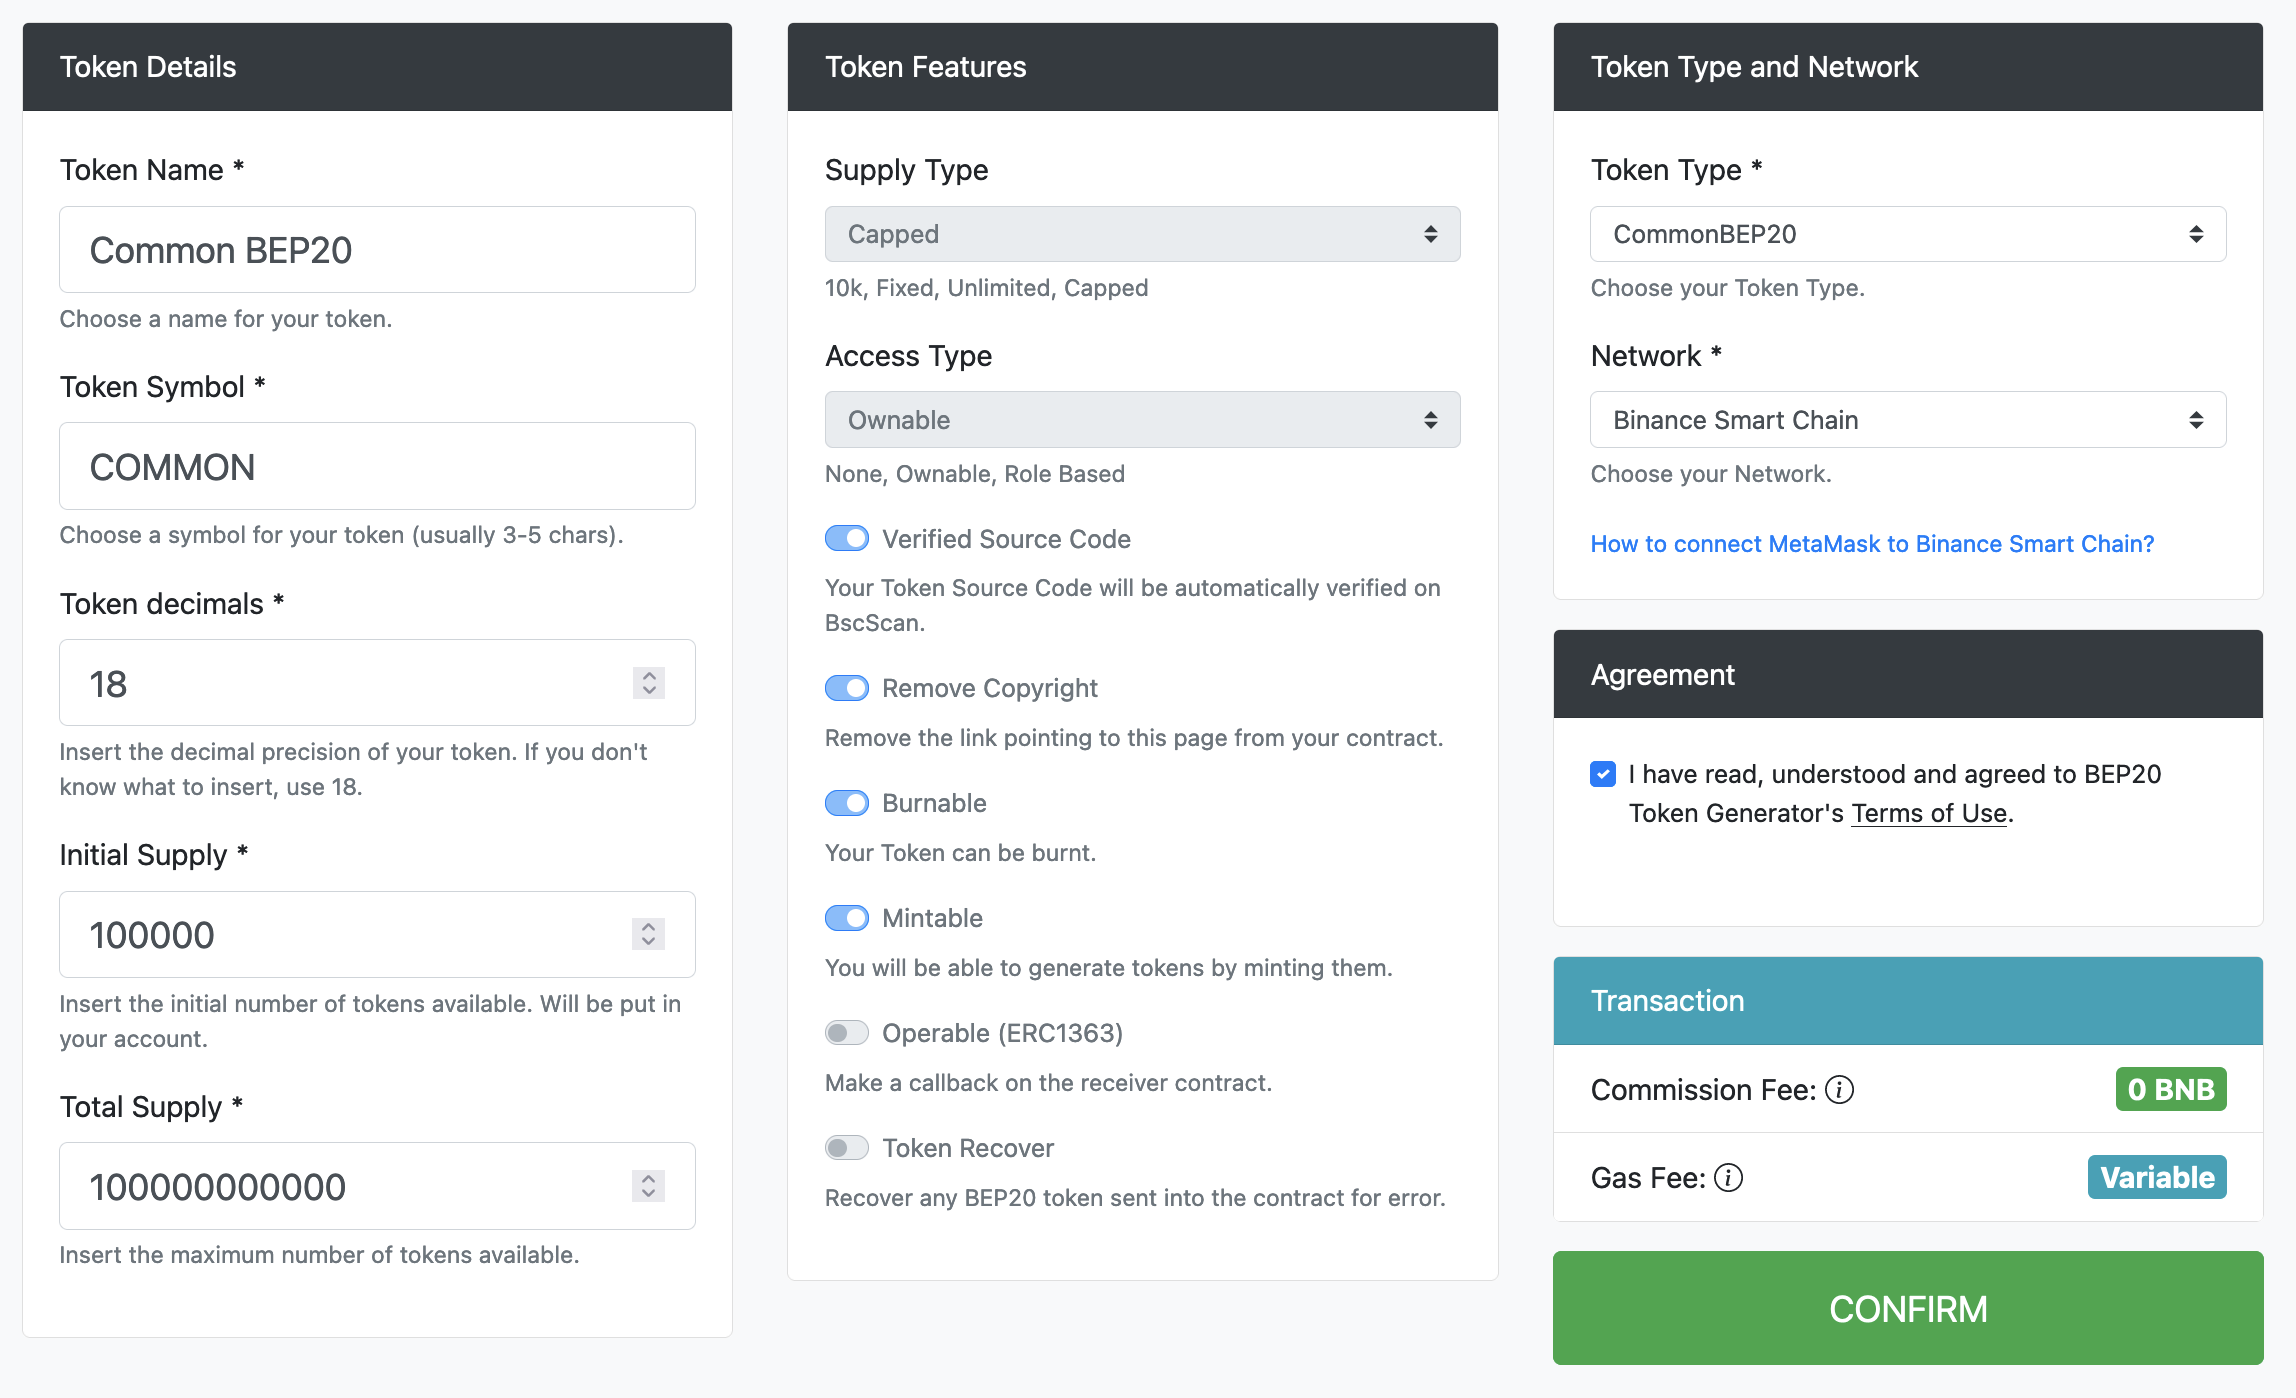 Token Details
Token Name *
Common BEP20
Choose a name for your token.
Token Symbol *
COMMON
Choose a symbol for your token (usually 3-5 chars).
Token decimals *
18
Insert the decimal precision of your token. If you don't
know what to insert, use 18.
Initial Supply *
100000
Insert the initial number of tokens available. Will be put in
your account.
Total Supply *
100000000000
Insert the maximum number of tokens available.
Token Features
Supply Type
Capped
10k, Fixed, Unlimited, Capped
Access Type
Ownable
None, Ownable, Role Based
Verified Source Code
Your Token Source Code will be automatically verified on
BscScan.
Remove Copyright
Remove the link pointing to this page from your contract.
Burnable
Your Token can be burnt.
Mintable
You will be able to generate tokens by minting them.
Operable (ERC1363)
Make a callback on the receiver contract.
Token Recover
Recover any BEP20 token sent into the contract for error.
Token Type and Network
Token Type *
CommonBEP20
Choose your Token Type.
Network *
Binance Smart Chain
Choose your Network.
How to connect MetaMask to Binance Smart Chain?
Agreement
I have read, understood and agreed to BEP20
Token Generator's Terms of Use.
Transaction
Commission Fee: i 0 BNB
Gas Fee: i Variable
CONFIRM